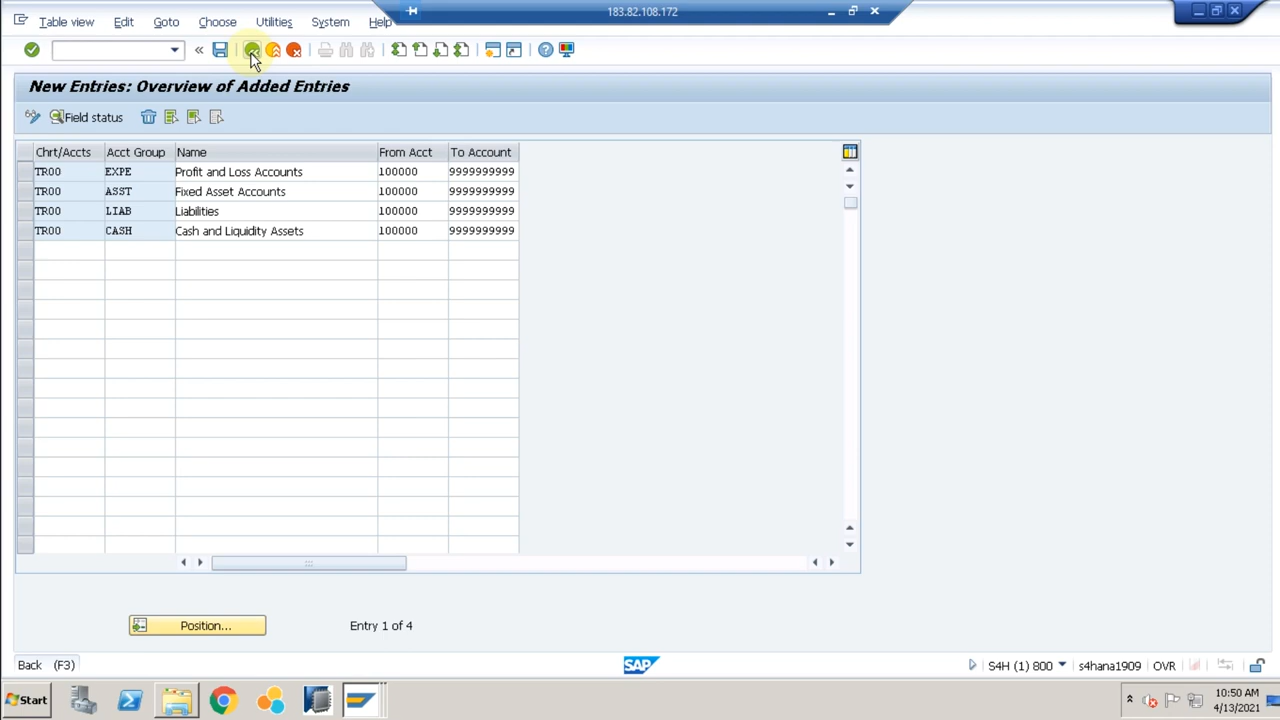 183.82.108.172
Table view Edit Goto Choose Utilities System Help
New Entries: Overview of Added Entries
Field status
Chrt/Accts Acct Group Name From Acct To Account
TR00 EXPE Profit and Loss Accounts 100000 9999999999
TR00 ASST Fixed Asset Accounts 100000 9999999999
TR00 LIAB Liabilities 100000 9999999999
TR00 CASH Cash and Liquidity Assets 100000 9999999999
Position... Entry 1 of 4
Back (F3) SAP S4H (1) 800 s4hana1909 OVR
Start 10:50 AM
4/13/2021